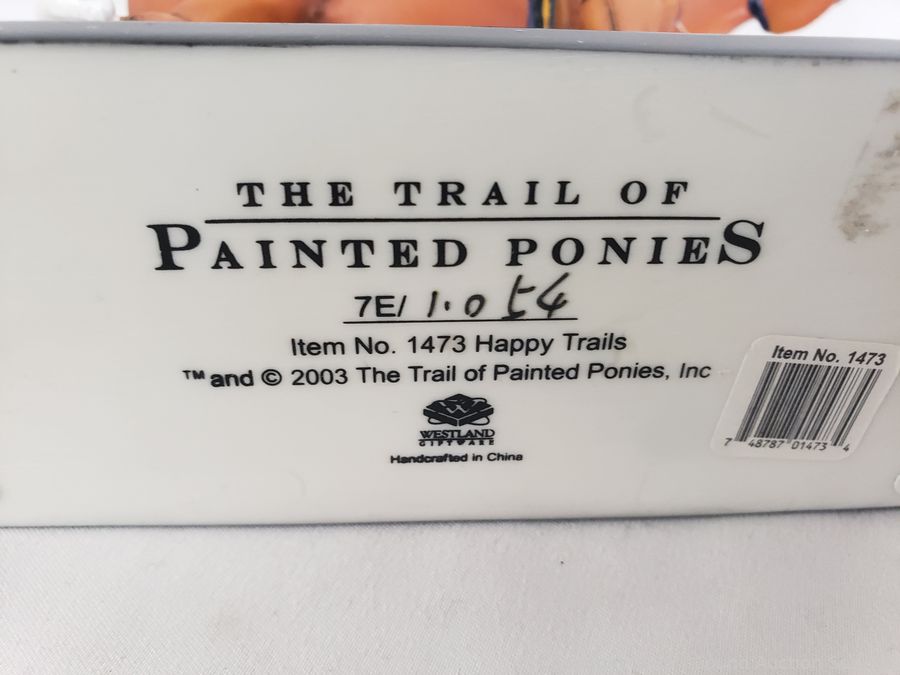 THE TRAIL OF
PAINTED PONIES
7E/ 1.054
Item No. 1473 Happy Trails
™ and © 2003 The Trail of Painted Ponies, Inc
WESTLAND
GIFTWARE
Handcrafted in China
Item No. 1473
7 48787 01473 4